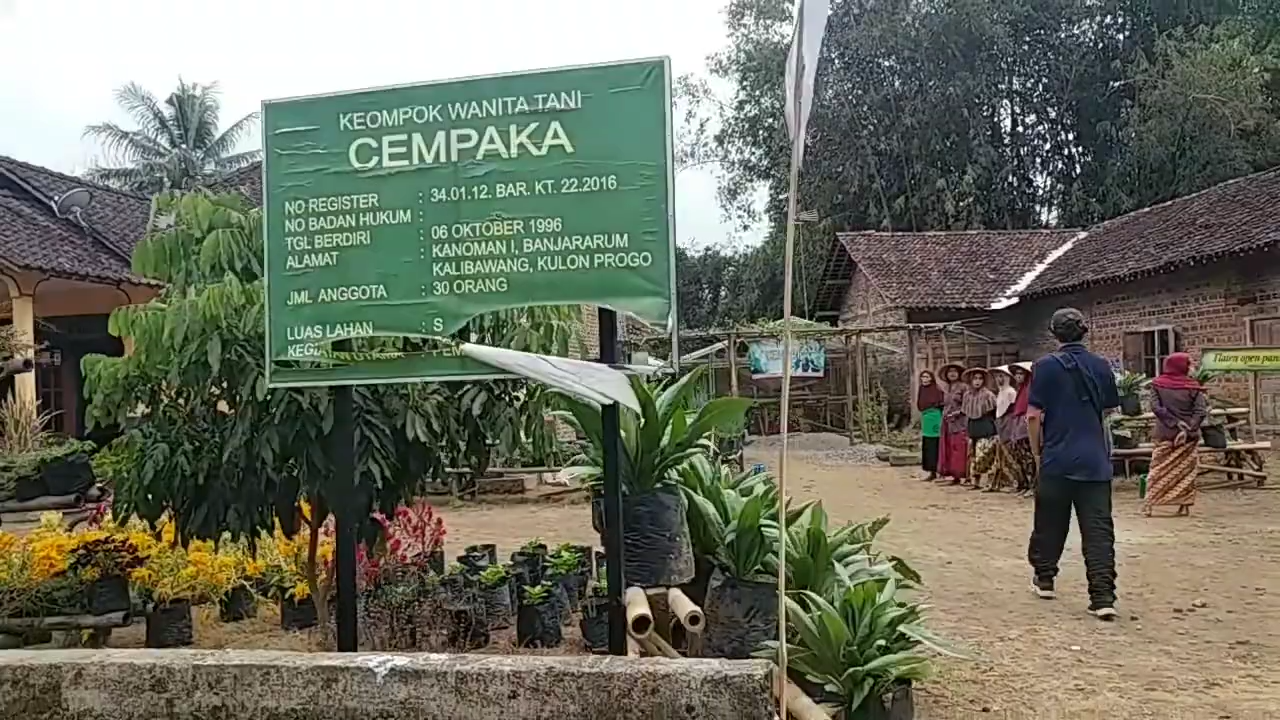 KEOMPOK WANITA TANI
CEMPAKA
NO REGISTER : 34.01.12. BAR. KT. 22.2016
NO BADAN HUKUM :
TGL BERDIRI : 06 OKTOBER 1996
ALAMAT : KANOMAN I, BANJARARUM
KALIBAWANG, KULON PROGO
JML ANGGOTA : 30 ORANG
LUAS LAHAN : S